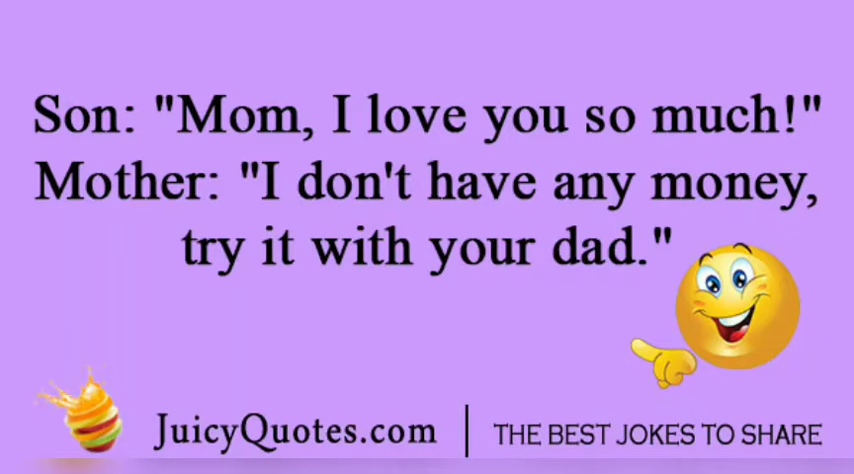 Son: "Mom, I love you so much!"
Mother: "I don't have any money,
try it with your dad."
JuicyQuotes.com | THE BEST JOKES TO SHARE